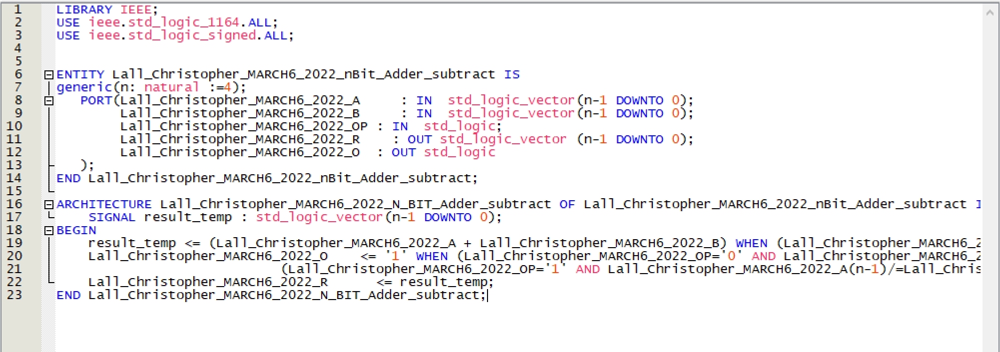 1 LIBRARY IEEE;
2 USE ieee.std_logic_1164.ALL;
3 USE ieee.std_logic_signed.ALL;
4
5
6 ENTITY Lall_Christopher_MARCH6_2022_nBit_Adder_subtract IS
7 generic(n: natural :=4);
8 PORT(Lall_Christopher_MARCH6_2022_A : IN std_logic_vector(n-1 DOWNTO 0);
9 Lall_Christopher_MARCH6_2022_B : IN std_logic_vector(n-1 DOWNTO 0);
10 Lall_Christopher_MARCH6_2022_OP : IN std_logic;
11 Lall_Christopher_MARCH6_2022_R : OUT std_logic_vector (n-1 DOWNTO 0);
12 Lall_Christopher_MARCH6_2022_O : OUT std_logic
13 );
14 END Lall_Christopher_MARCH6_2022_nBit_Adder_subtract;
15
16 ARCHITECTURE Lall_Christopher_MARCH6_2022_N_BIT_Adder_subtract OF Lall_Christopher_MARCH6_2022_nBit_Adder_subtract
17 SIGNAL result_temp : std_logic_vector(n-1 DOWNTO 0);
18 BEGIN
19 result_temp <= (Lall_Christopher_MARCH6_2022_A + Lall_Christopher_MARCH6_2022_B) WHEN (Lall_Christopher_MARCH6_
20 Lall_Christopher_MARCH6_2022_O <= '1' WHEN (Lall_Christopher_MARCH6_2022_OP='0' AND Lall_Christopher_MARCH6_
21 (Lall_Christopher_MARCH6_2022_OP='1' AND Lall_Christopher_MARCH6_2022_A(n-1)/=Lall_Chris
22 Lall_Christopher_MARCH6_2022_R <= result_temp;
23 END Lall_Christopher_MARCH6_2022_N_BIT_Adder_subtract;